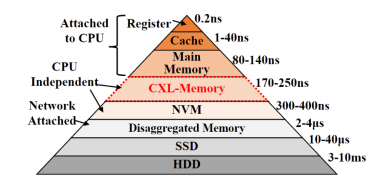 Attached
to CPU
Register
0.2ns
Cache
1-40ns
Main
Memory
80-140ns
CPU
Independent
CXL-Memory
170-250ns
Network
Attached
NVM
300-400ns
Disaggregated Memory
2-4μs
SSD
10-40μs
HDD
3-10ms